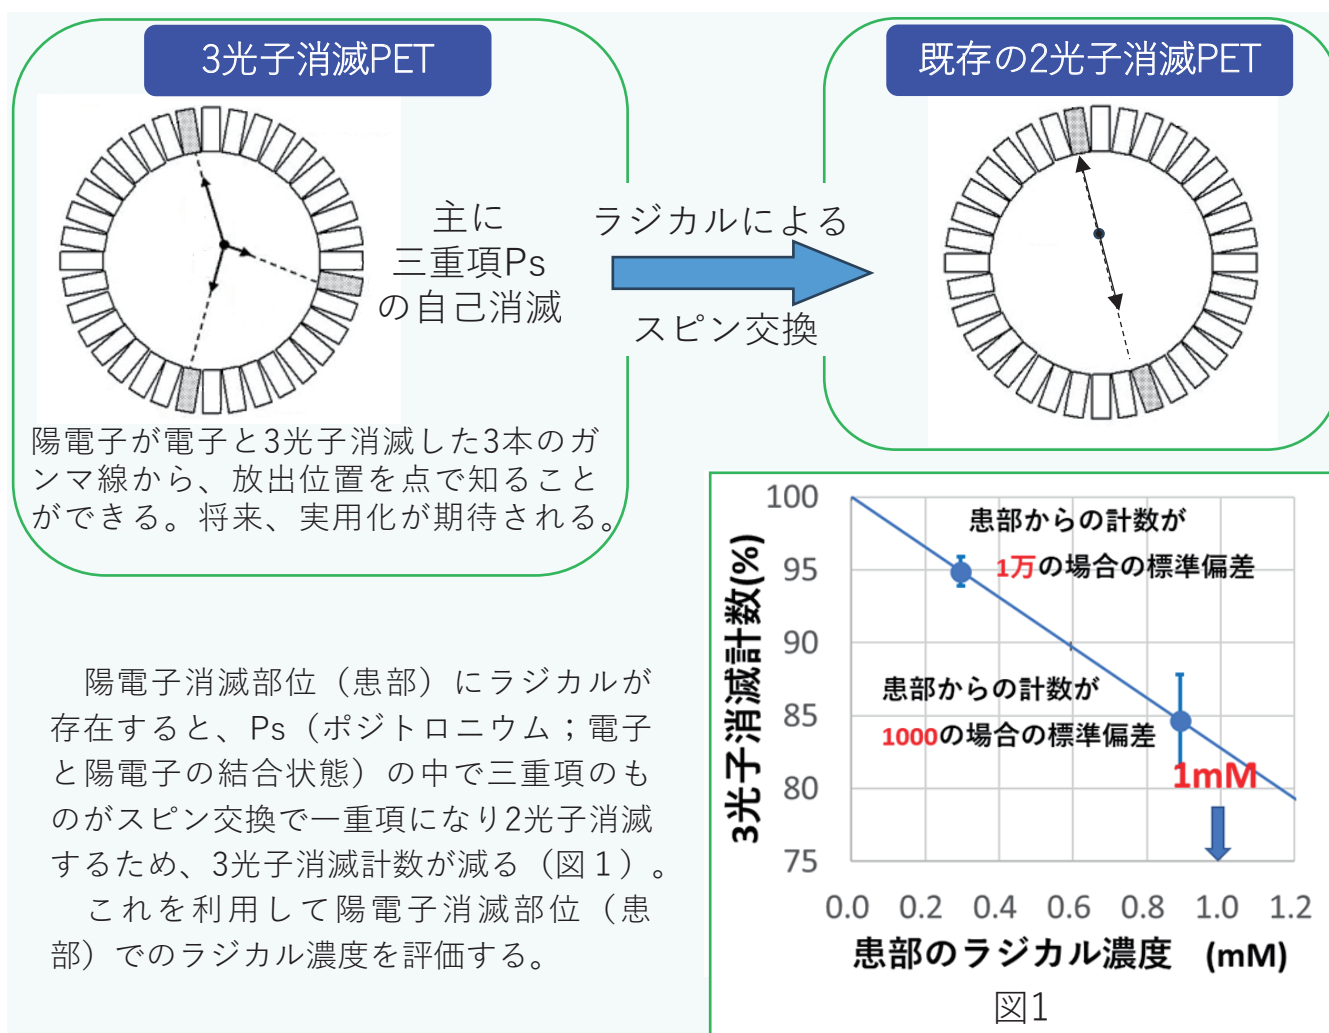 3光子消滅PET
既存の2光子消滅PET
主に
三重項Ps
の自己消滅
ラジカルによる
スピン交換
陽電子が電子と3光子消滅した3本のガ
ンマ線から、放出位置を点で知ること
ができる。将来、実用化が期待される。
陽電子消滅部位（患部）にラジカルが
存在すると、Ps（ポジトロニウム；電子
と陽電子の結合状態）の中で三重項のも
のがスピン交換で一重項になり2光子消滅
するため、3光子消滅計数が減る（図１）。
これを利用して陽電子消滅部位（患
部）でのラジカル濃度を評価する。
3光子消滅計数(%)
100
95
90
85
80
75
患部からの計数が
1万の場合の標準偏差
患部からの計数が
1000の場合の標準偏差
1mM
0.0 0.2 0.4 0.6 0.8 1.0 1.2
患部のラジカル濃度 (mM)
図1